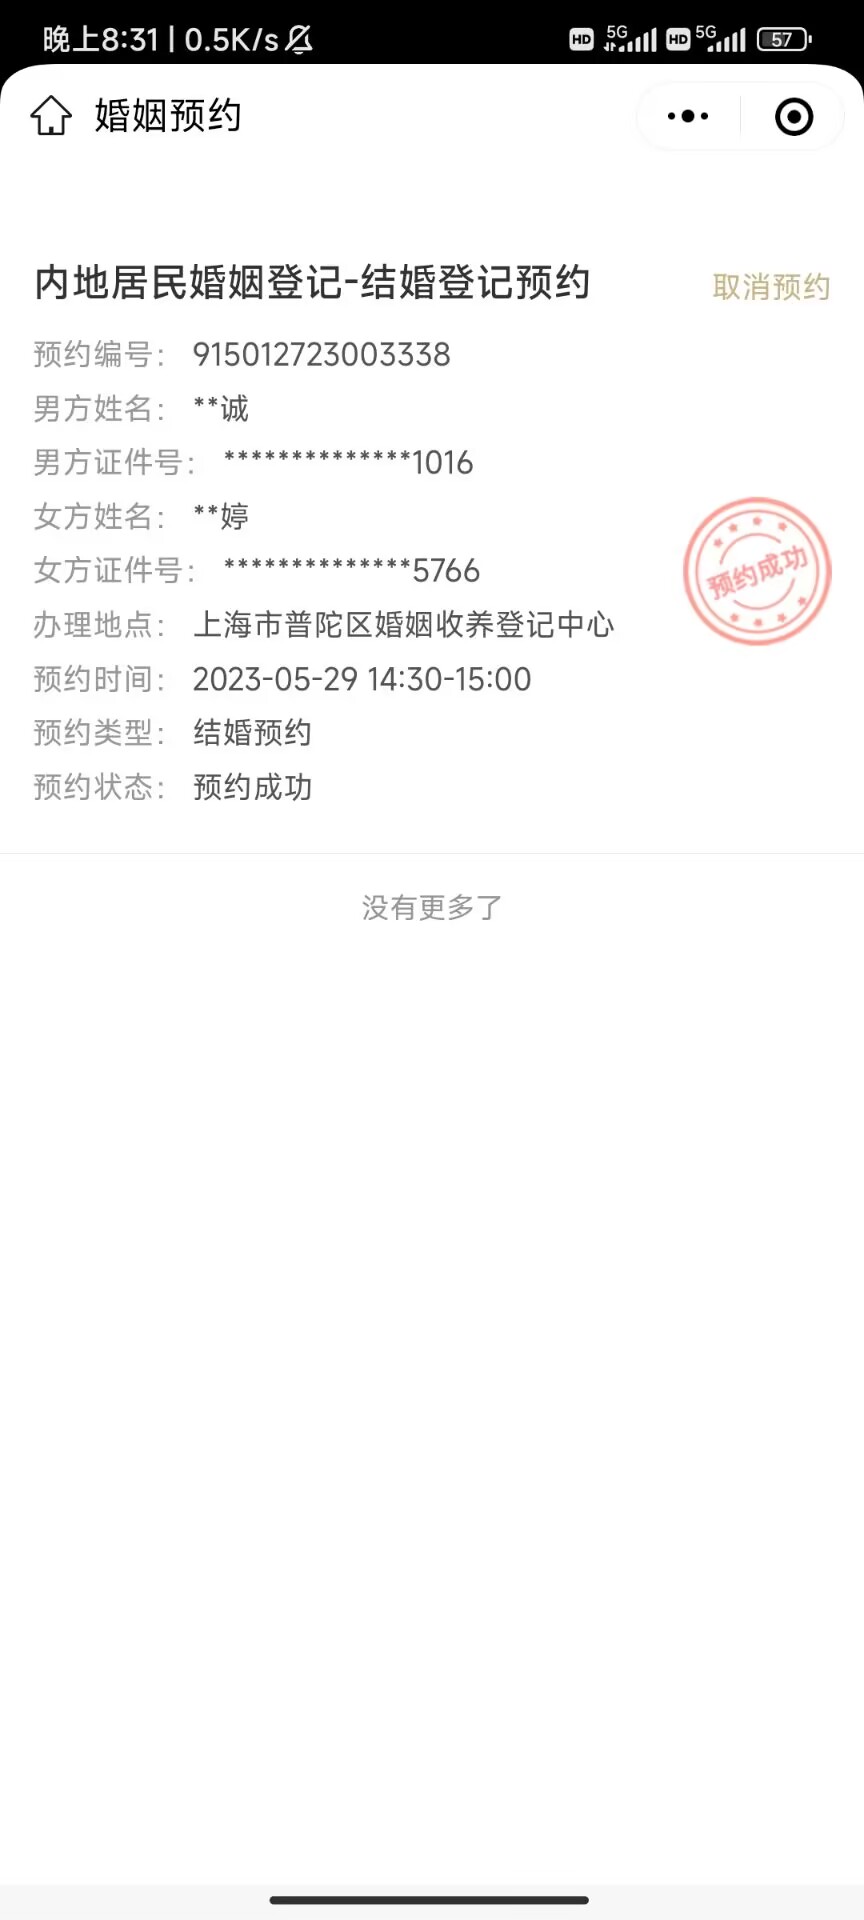 晚上8:31 | 0.5K/s
HD 5G HD 5G 57
婚姻预约
内地居民婚姻登记-结婚登记预约 取消预约
预约编号： 915012723003338
男方姓名： **诚
男方证件号： **************1016
女方姓名： **婷
女方证件号： **************5766
预约成功
办理地点： 上海市普陀区婚姻收养登记中心
预约时间： 2023-05-29 14:30-15:00
预约类型： 结婚预约
预约状态： 预约成功
没有更多了